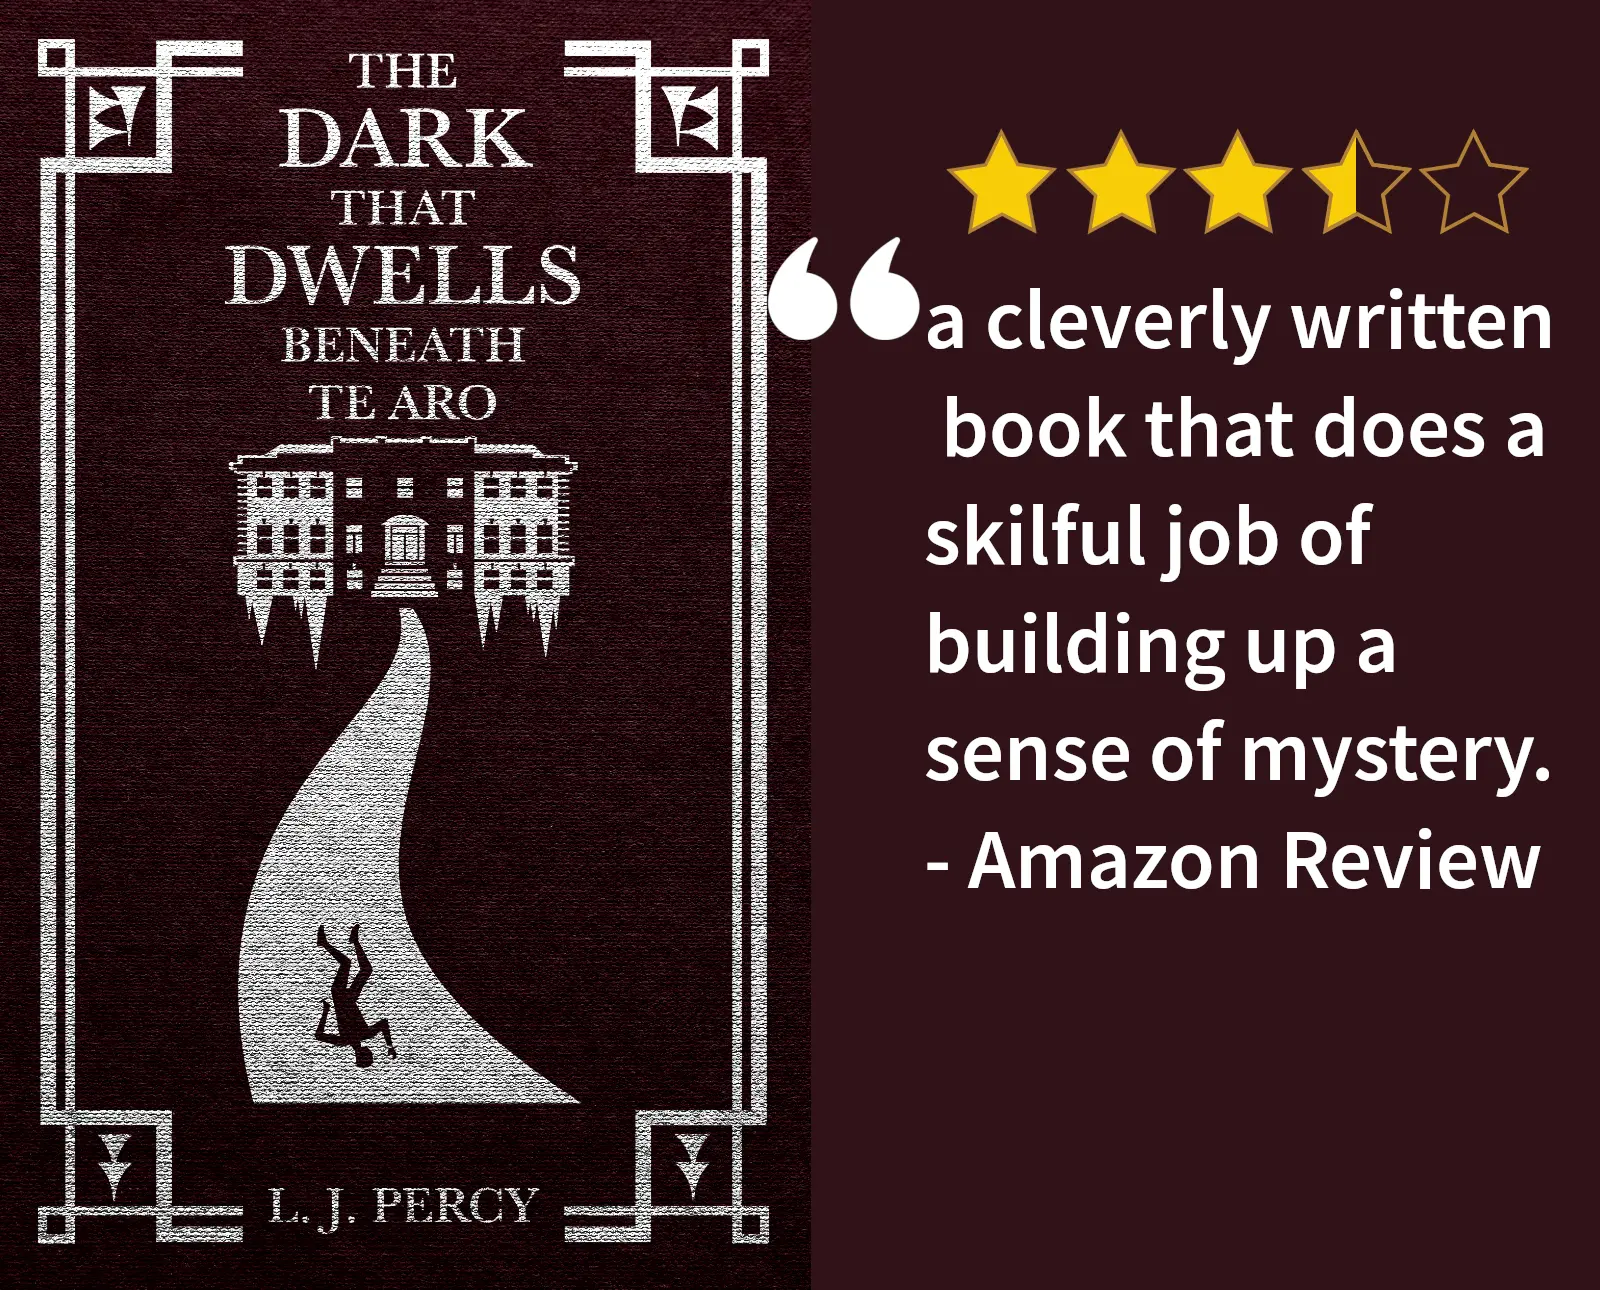 THE
DARK
THAT
DWELLS
BENEATH
TE ARO
L. J. PERCY
“a cleverly written
book that does a
skilful job of
building up a
sense of mystery.
- Amazon Review